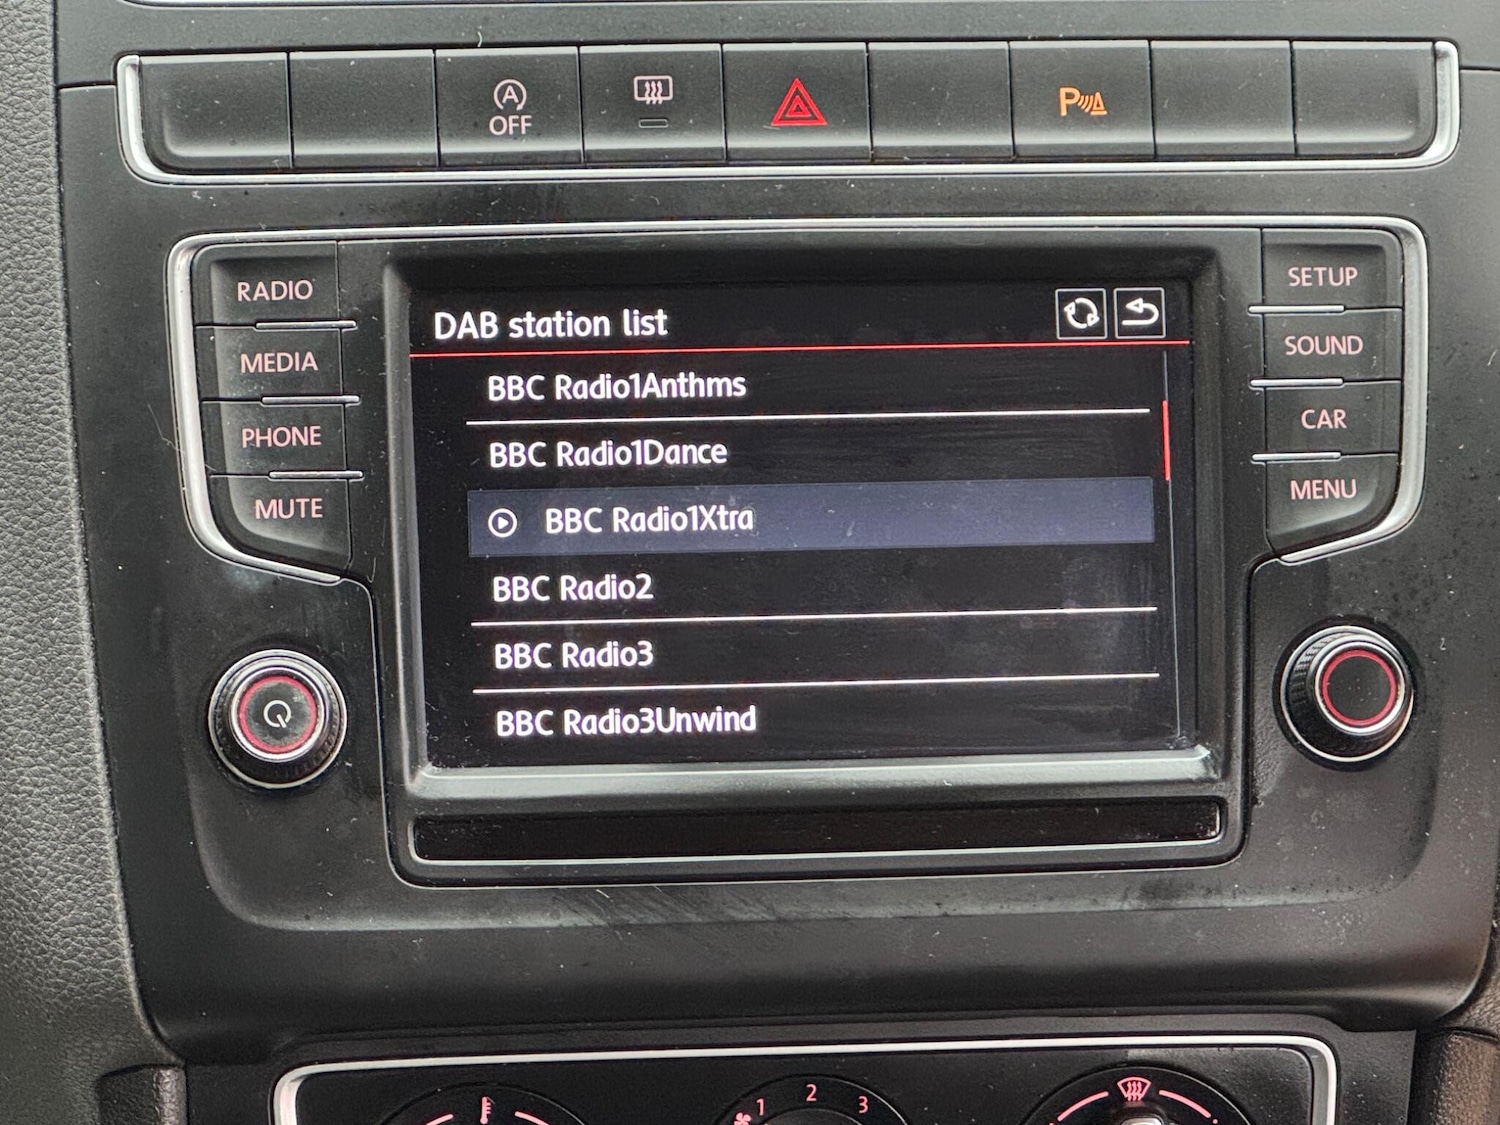 A
OFF
P
RADIO
MEDIA
PHONE
MUTE
DAB station list
BBC Radio1Anthms
BBC Radio1Dance
BBC Radio1Xtra
BBC Radio2
BBC Radio3
BBC Radio3Unwind
SETUP
SOUND
CAR
MENU
1 2 3